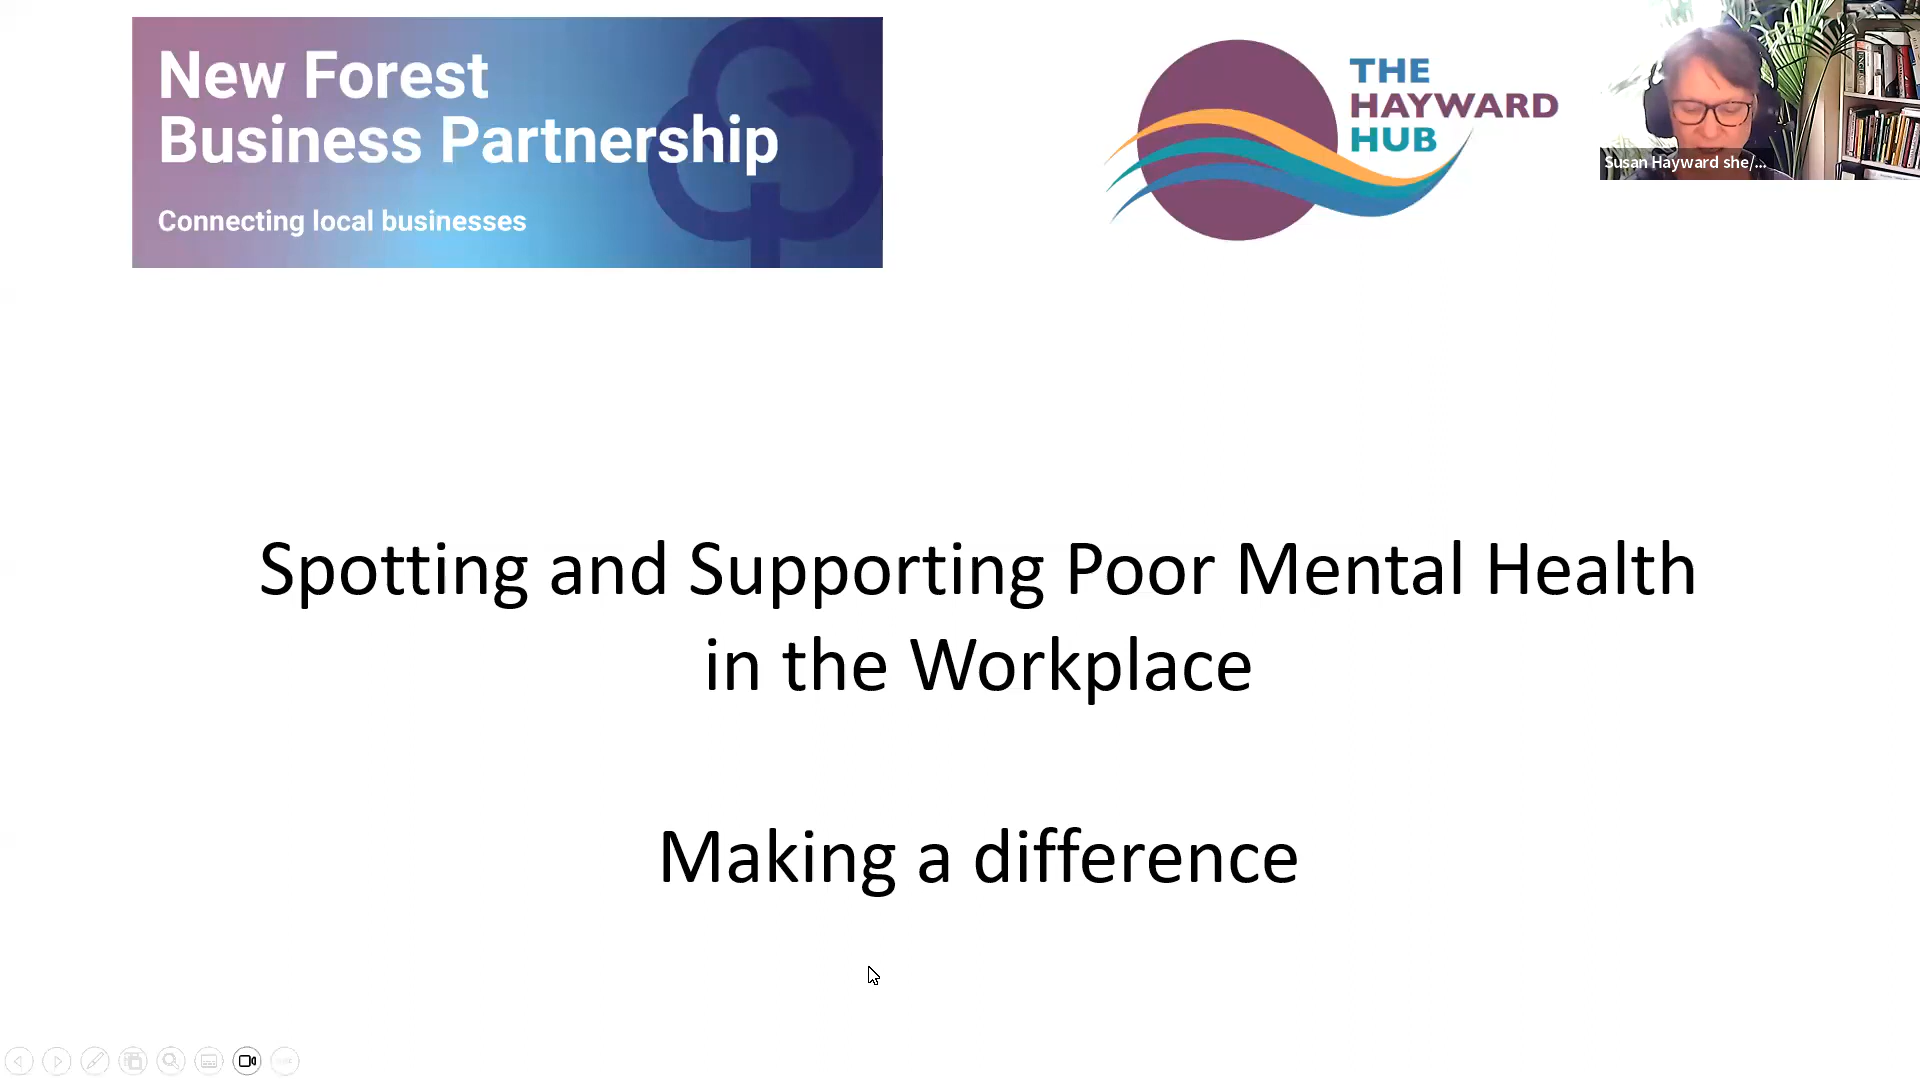 New Forest
Business Partnership
Connecting local businesses
THE
HAYWARD
HUB
Susan Hayward she/...
Spotting and Supporting Poor Mental Health
in the Workplace
Making a difference